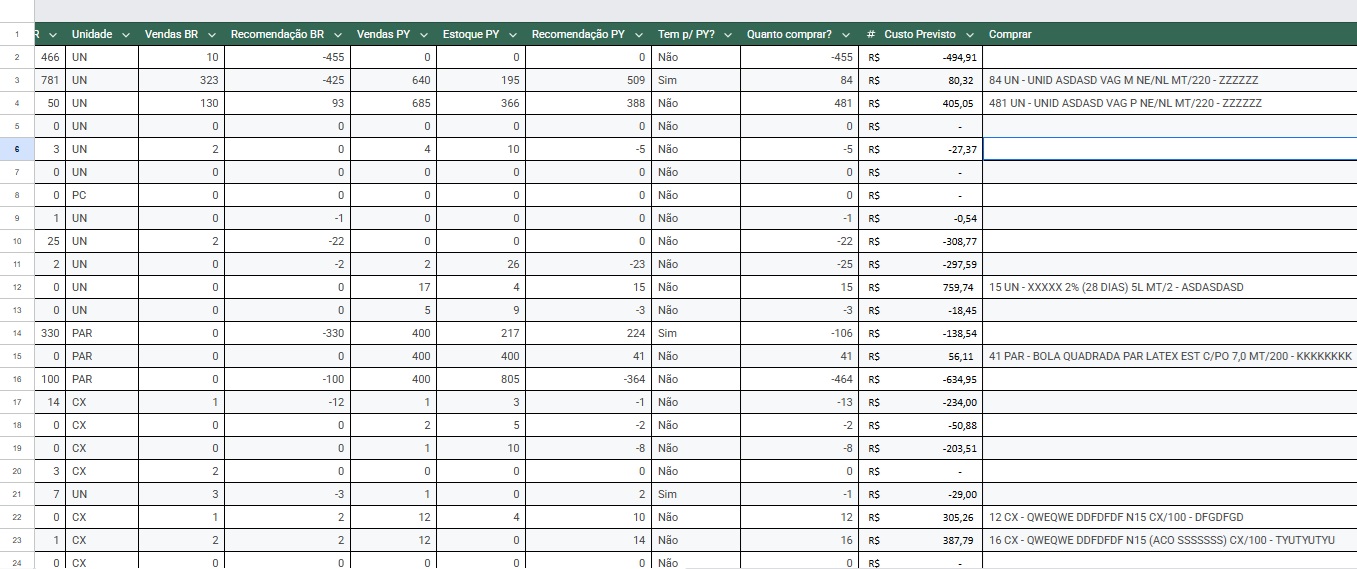 1 R Unidade Vendas BR Recomendação BR Vendas PY Estoque PY Recomendação PY Tem p/ PY? Quanto comprar? # Custo Previsto Comprar
2 466 UN 10 -455 0 0 0 Não -455 R$ -494,91
3 781 UN 323 -425 640 195 509 Sim 84 R$ 80,32 84 UN - UNID ASDASD VAG M NE/NL MT/220 - ZZZZZZ
4 50 UN 130 93 685 366 388 Não 481 R$ 405,05 481 UN - UNID ASDASD VAG P NE/NL MT/220 - ZZZZZZ
5 0 UN 0 0 0 0 0 Não 0 R$ -
6 3 UN 2 0 4 10 -5 Não -5 R$ -27,37
7 0 UN 0 0 0 0 0 Não 0 R$ -
8 0 PC 0 0 0 0 0 Não 0 R$ -
9 1 UN 0 -1 0 0 0 Não -1 R$ -0,54
10 25 UN 2 -22 0 0 0 Não -22 R$ -308,77
11 2 UN 0 -2 2 26 -23 Não -25 R$ -297,59
12 0 UN 0 0 17 4 15 Não 15 R$ 759,74 15 UN - XXXXX 2% (28 DIAS) 5L MT/2 - ASDASDASD
13 0 UN 0 0 5 9 -3 Não -3 R$ -18,45
14 330 PAR 0 -330 400 217 224 Sim -106 R$ -138,54
15 0 PAR 0 0 400 400 41 Não 41 R$ 56,11 41 PAR - BOLA QUADRADA PAR LATEX EST C/PO 7,0 MT/200 - KKKKKKKK
16 100 PAR 0 -100 400 805 -364 Não -464 R$ -634,95
17 14 CX 1 -12 1 3 -1 Não -13 R$ -234,00
18 0 CX 0 0 2 5 -2 Não -2 R$ -50,88
19 0 CX 0 0 1 10 -8 Não -8 R$ -203,51
20 3 CX 2 0 0 0 0 Não 0 R$ -
21 7 UN 3 -3 1 0 2 Sim -1 R$ -29,00
22 0 CX 1 2 12 4 10 Não 12 R$ 305,26 12 CX - QWEQWE DDFDFDF N15 CX/100 - DFGDFGD
23 1 CX 2 2 12 0 14 Não 16 R$ 387,79 16 CX - QWEQWE DDFDFDF N15 (ACO SSSSSSS) CX/100 - TYUTYUTYU
24 0 CX 0 0 0 0 0 Não 0 R$ -